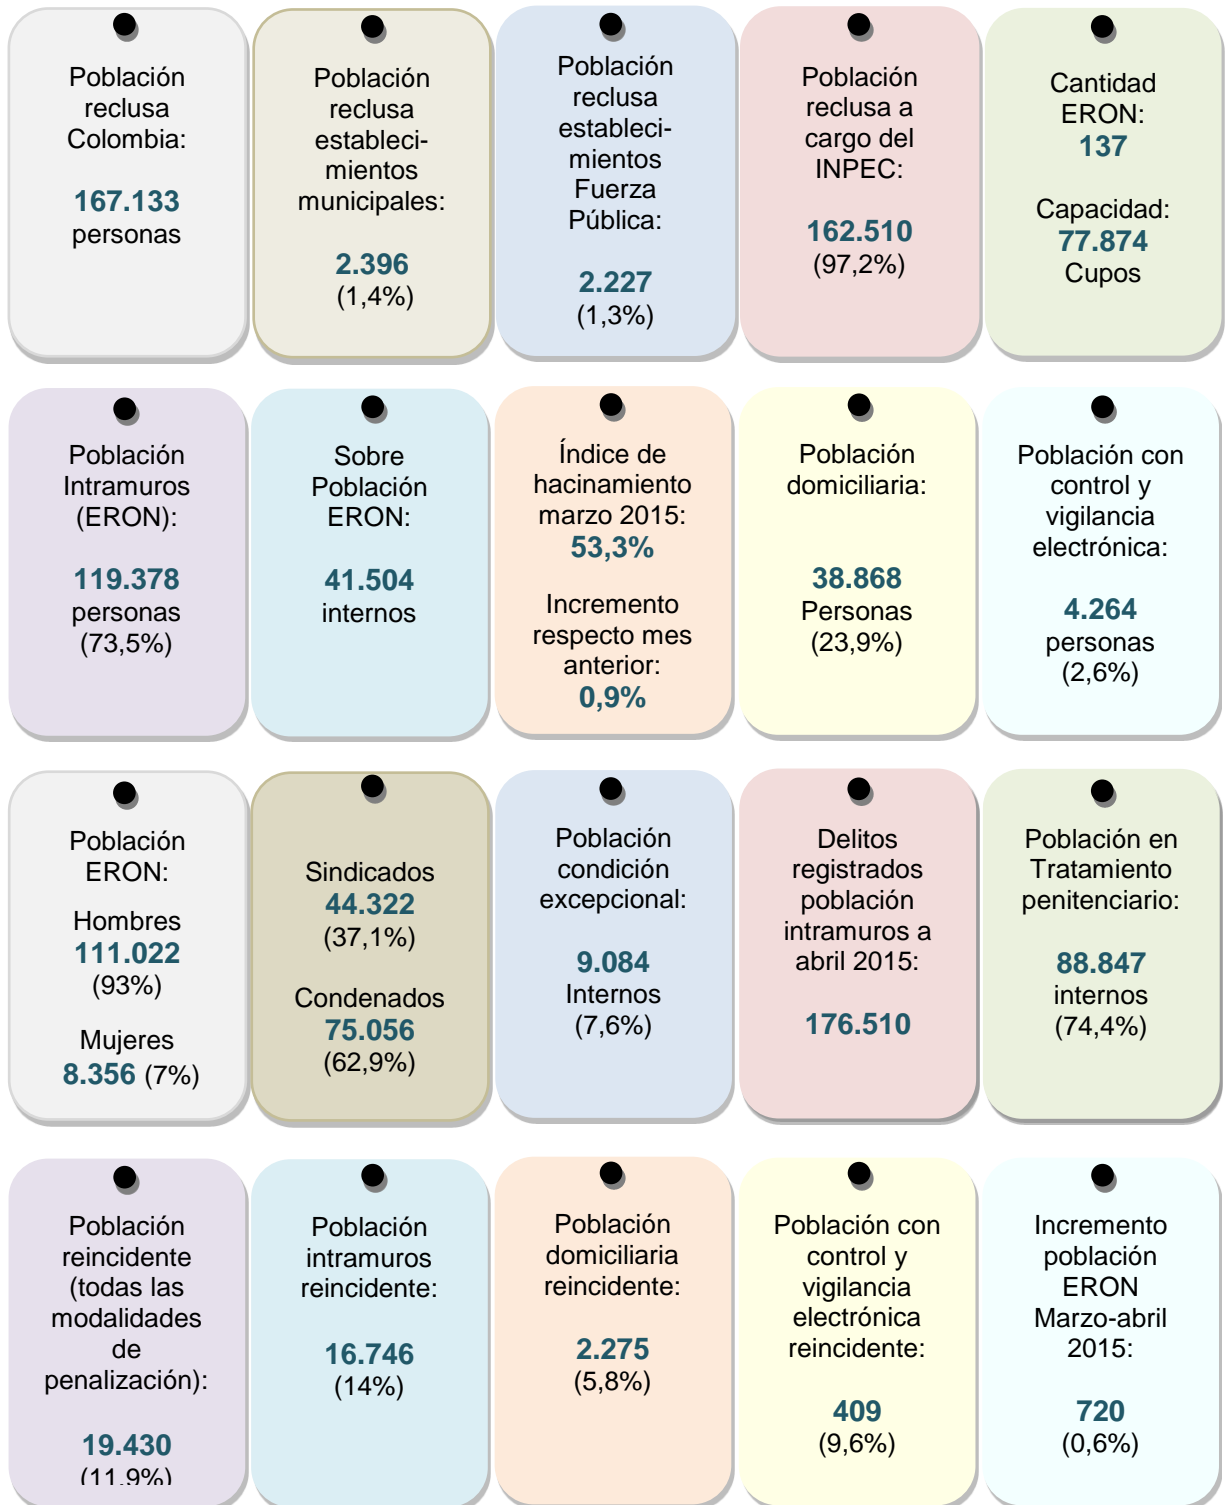 Población
reclusa
Colombia:
167.133
personas
Población
reclusa
estableci-
mientos
municipales:
2.396
(1,4%)
Población
reclusa
estableci-
mientos
Fuerza
Pública:
2.227
(1,3%)
Población
reclusa a
cargo del
INPEC:
162.510
(97,2%)
Cantidad
ERON:
137
Capacidad:
77.874
Cupos
Población
Intramuros
(ERON):
119.378
personas
(73,5%)
Sobre
Población
ERON:
41.504
internos
Índice de
hacinamiento
marzo 2015:
53,3%
Incremento
respecto mes
anterior:
0,9%
Población
domiciliaria:
38.868
Personas
(23,9%)
Población con
control y
vigilancia
electrónica:
4.264
personas
(2,6%)
Población
ERON:
Hombres
111.022
(93%)
Mujeres
8.356 (7%)
Sindicados
44.322
(37,1%)
Condenados
75.056
(62,9%)
Población
condición
excepcional:
9.084
Internos
(7,6%)
Delitos
registrados
población
intramuros a
abril 2015:
176.510
Población en
Tratamiento
penitenciario:
88.847
internos
(74,4%)
Población
reincidente
(todas las
modalidades
de
penalización):
19.430
(11,9%)
Población
intramuros
reincidente:
16.746
(14%)
Población
domiciliaria
reincidente:
2.275
(5,8%)
Población con
control y
vigilancia
electrónica
reincidente:
409
(9,6%)
Incremento
población
ERON
Marzo-abril
2015:
720
(0,6%)